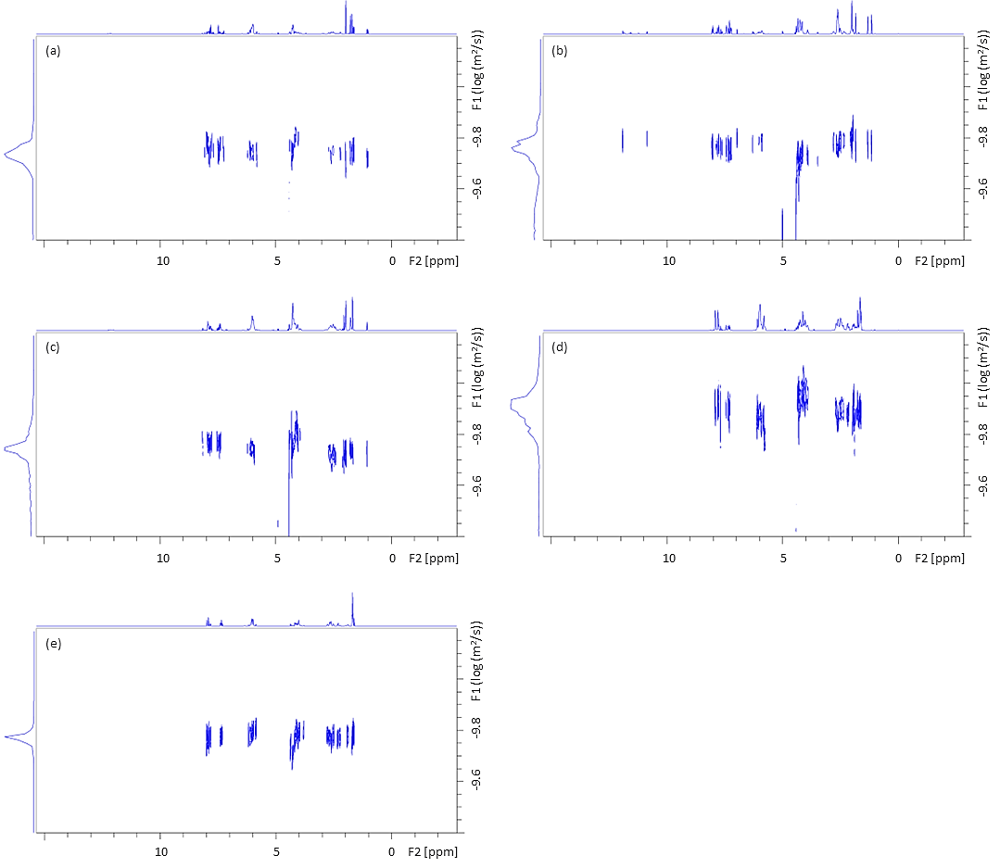 (a)
F1 (log (m²/s))
-9.8
-9.6
10
5
0
F2 [ppm]
(b)
F1 (log (m²/s))
-9.8
-9.6
10
5
0
F2 [ppm]
(c)
F1 (log (m²/s))
-9.8
-9.6
10
5
0
F2 [ppm]
(d)
F1 (log (m²/s))
-9.8
-9.6
10
5
0
F2 [ppm]
(e)
F1 (log (m²/s))
-9.8
-9.6
10
5
0
F2 [ppm]